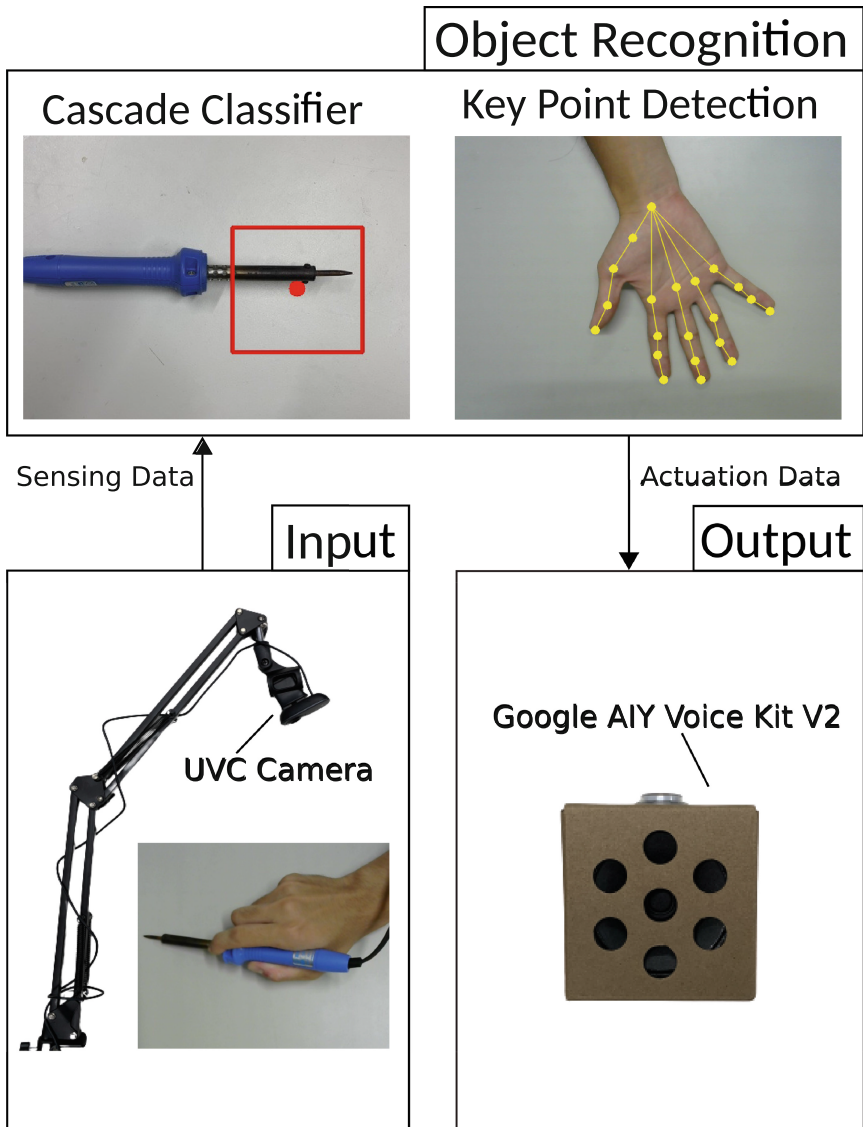 Object Recognition
Cascade Classifier
Key Point Detection
Sensing Data
Actuation Data
Input
Output
UVC Camera
Google AIY Voice Kit V2